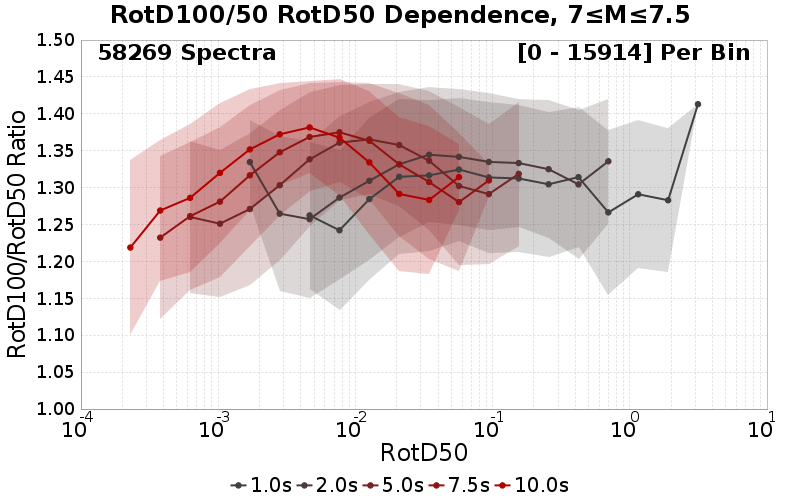 RotD100/50 RotD50 Dependence, 7≤M≤7.5
58269 Spectra
[0 - 15914] Per Bin
RotD100/RotD50 Ratio
1.50
1.45
1.40
1.35
1.30
1.25
1.20
1.15
1.10
1.05
1.00
10^-4 10^-3 10^-2 10^-1 10^0 10^1
RotD50
1.0s 2.0s 5.0s 7.5s 10.0s